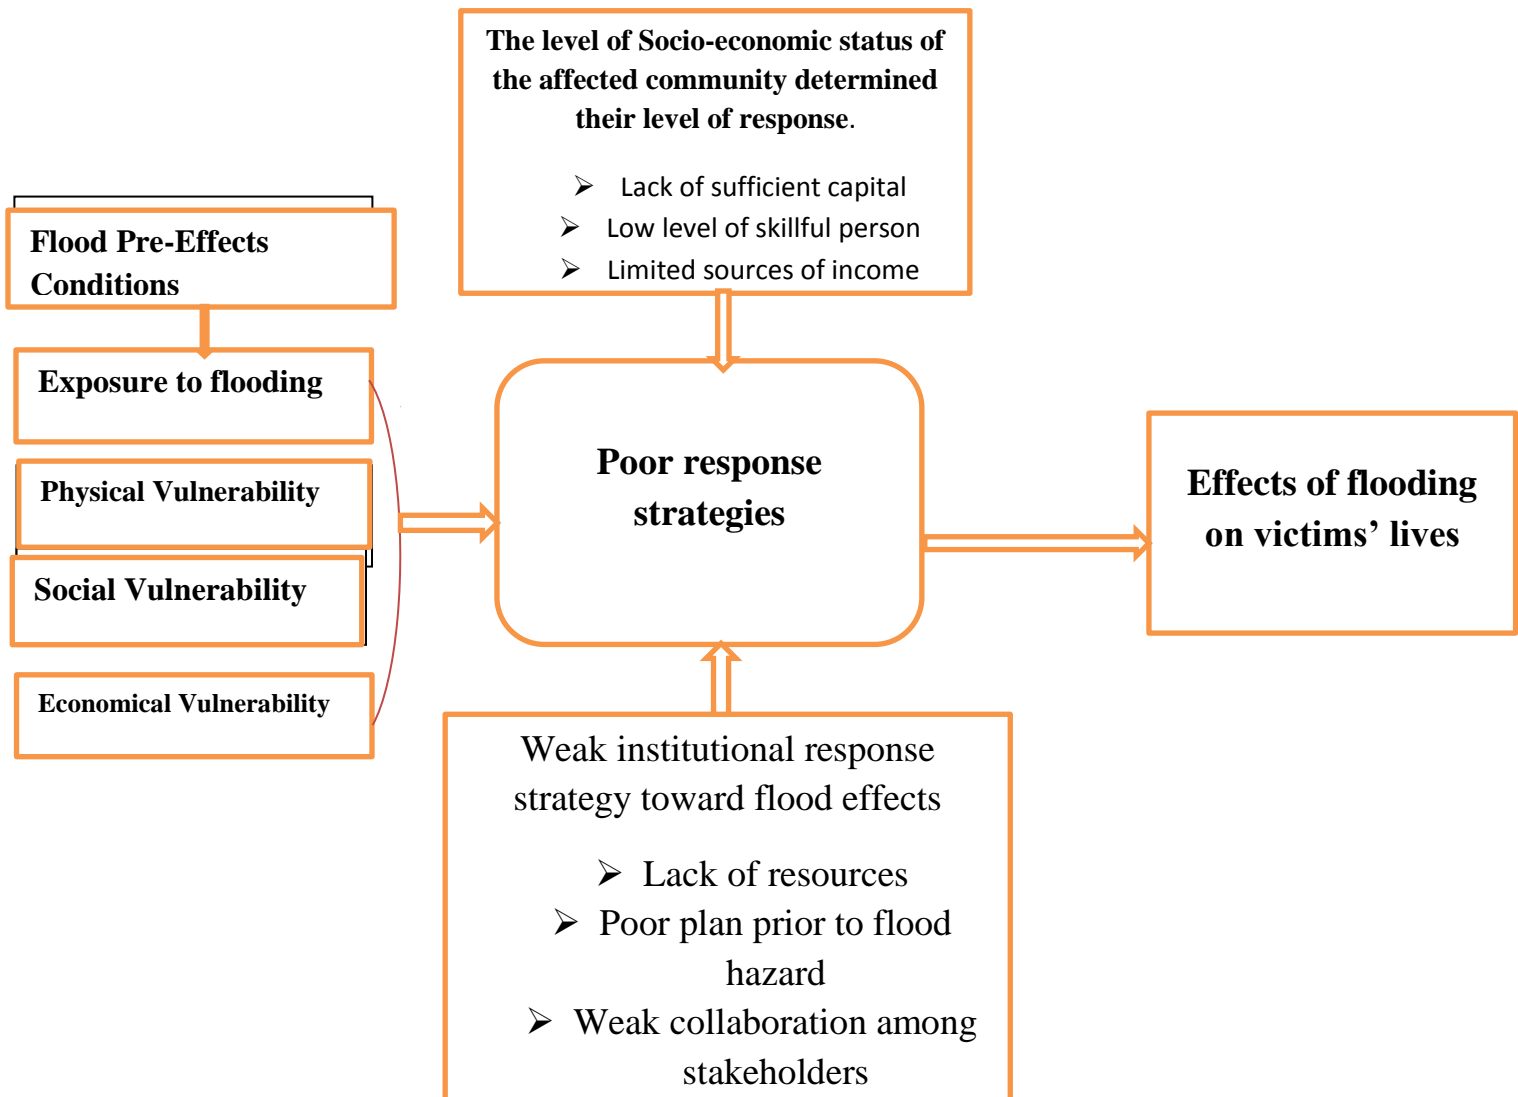 The level of Socio-economic status of
the affected community determined
their level of response.
➢ Lack of sufficient capital
➢ Low level of skillful person
➢ Limited sources of income
Flood Pre-Effects
Conditions
Exposure to flooding
Physical Vulnerability
Social Vulnerability
Economical Vulnerability
Poor response
strategies
Effects of flooding
on victims’ lives
Weak institutional response
strategy toward flood effects
➢ Lack of resources
➢ Poor plan prior to flood
hazard
➢ Weak collaboration among
stakeholders